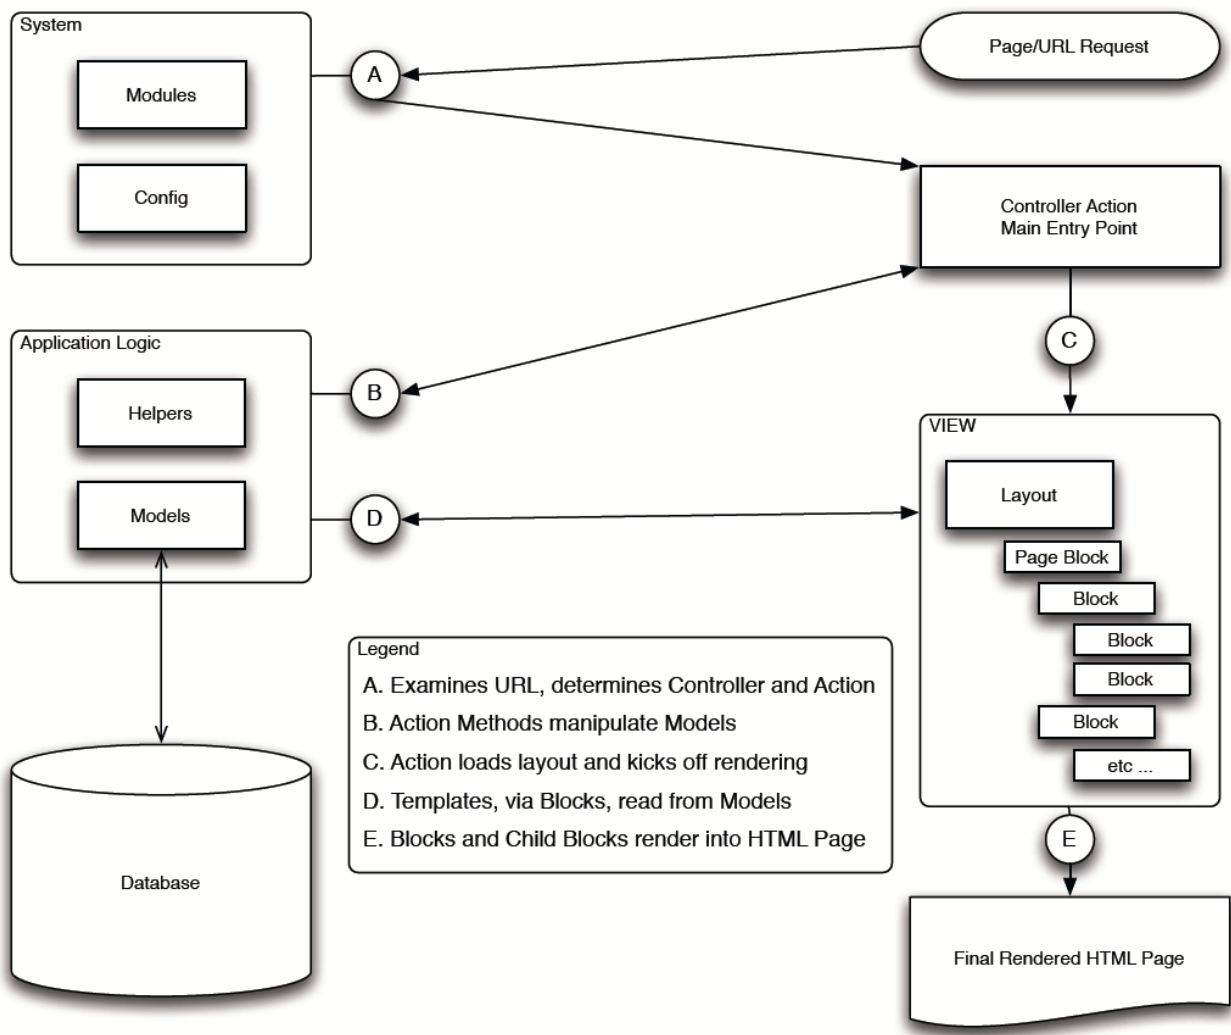 System
Modules
Config
A
Page/URL Request
Controller Action
Main Entry Point
Application Logic
Helpers
Models
B
C
D
VIEW
Layout
Page Block
Block
Block
Block
Block
etc ...
Legend
A. Examines URL, determines Controller and Action
B. Action Methods manipulate Models
C. Action loads layout and kicks off rendering
D. Templates, via Blocks, read from Models
E. Blocks and Child Blocks render into HTML Page
E
Database
Final Rendered HTML Page